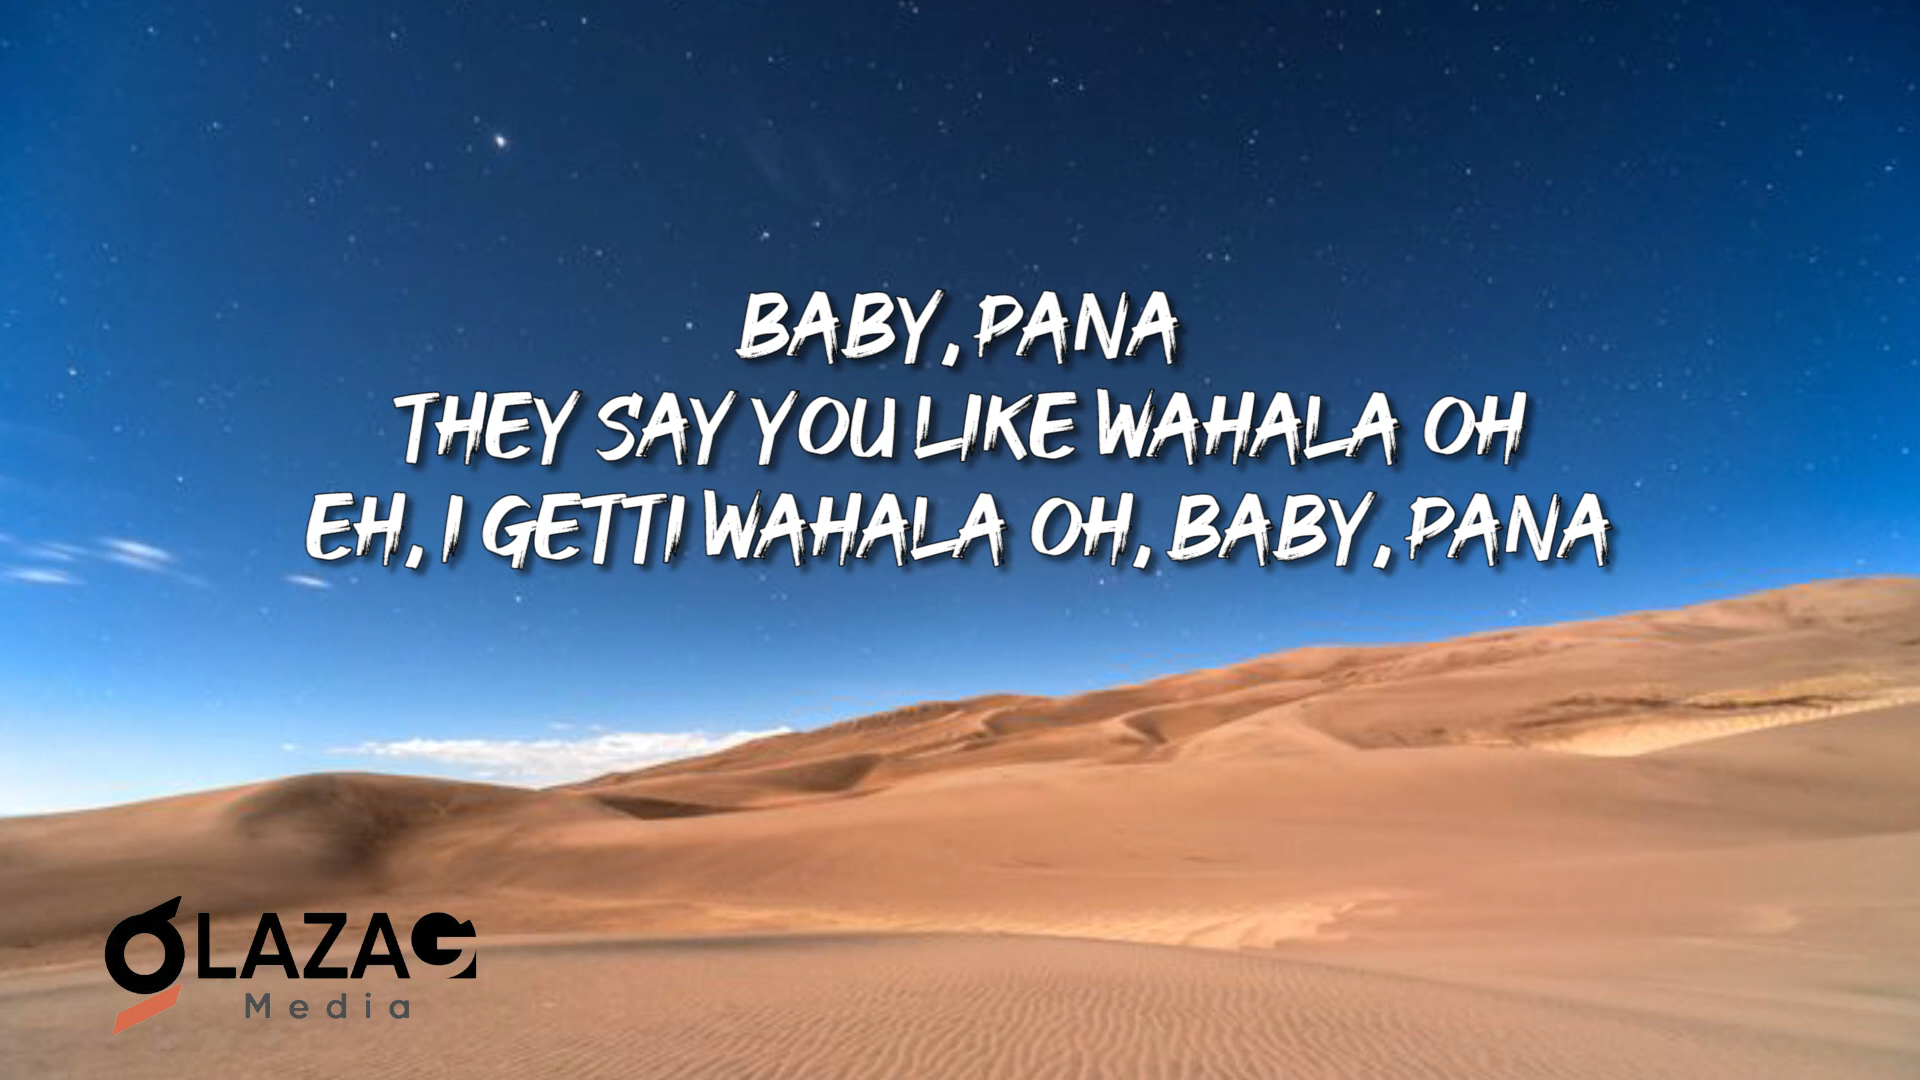 BABY, PANA
THEY SAY YOU LIKE WAHALA OH
EH, I GETTI WAHALA OH, BABY, PANA
OLAZAG
Media